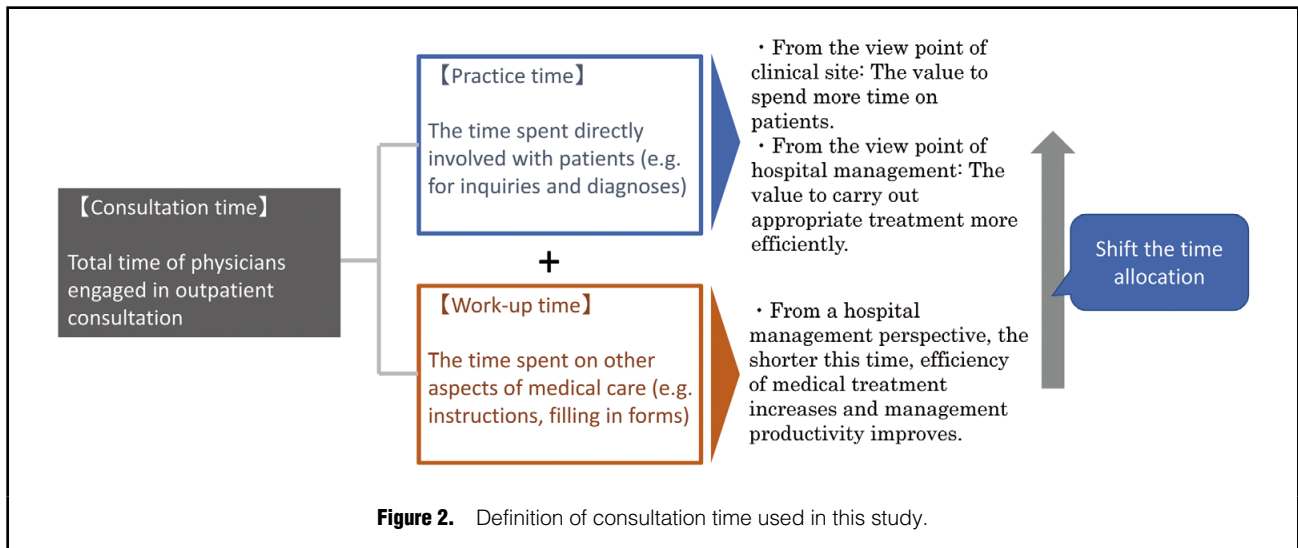 【Consultation time】
Total time of physicians
engaged in outpatient
consultation
【Practice time】
The time spent directly
involved with patients (e.g.
for inquiries and diagnoses)
+
【Work-up time】
The time spent on other
aspects of medical care (e.g.
instructions, filling in forms)
・From the view point of
clinical site: The value to
spend more time on
patients.
・From the view point of
hospital management: The
value to carry out
appropriate treatment more
efficiently.
・From a hospital
management perspective, the
shorter this time, efficiency
of medical treatment
increases and management
productivity improves.
Shift the time
allocation
Figure 2. Definition of consultation time used in this study.